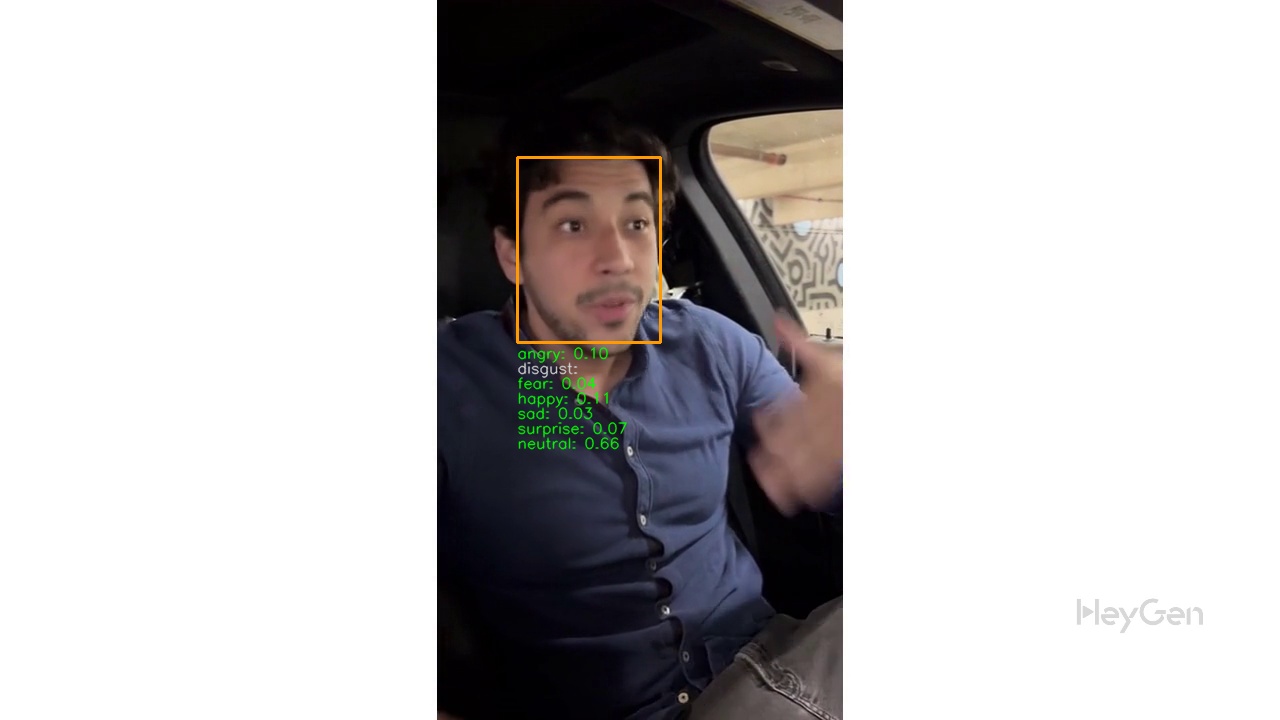 angry: 0.10
disgust:
fear: 0.04
happy: 0.11
sad: 0.03
surprise: 0.07
neutral: 0.66
HeyGen